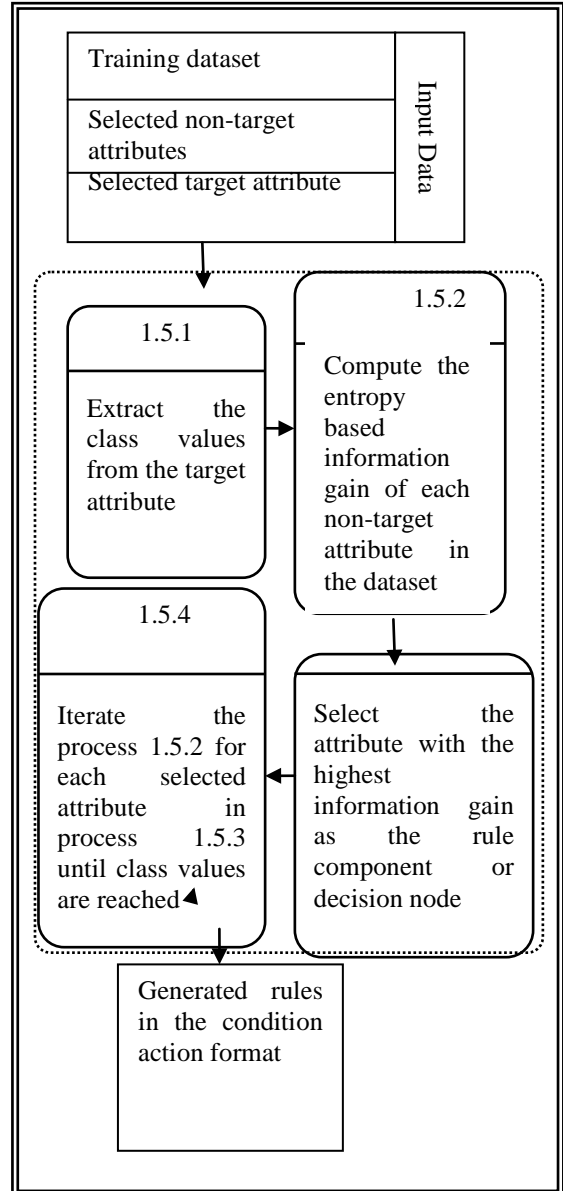 Training dataset
Selected non-target
attributes
Selected target attribute
Input Data
1.5.1
Extract the
class values
from the target
attribute
1.5.2
Compute the
entropy
based
information
gain of each
non-target
attribute in
the dataset
Select the
attribute with the
highest
information gain
as the rule
component or
decision node
1.5.4
Iterate the
process 1.5.2 for
each selected
attribute in
process 1.5.3
until class values
are reached
Generated rules
in the condition
action format